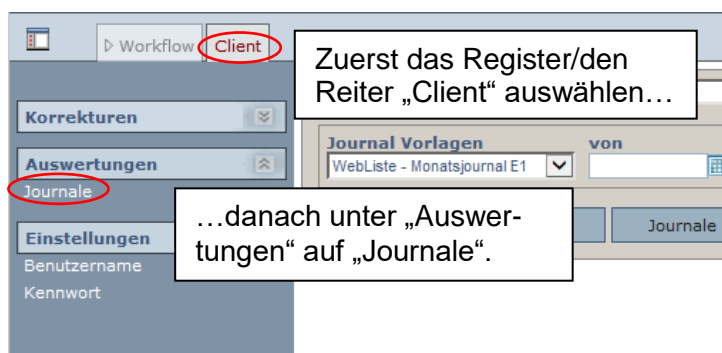 Workflow Client
Zuerst das Register/den
Reiter „Client“ auswählen…
Korrekturen
Journal Vorlagen von
Auswertungen
WebListe - Monatsjournal E1
Journale
…danach unter „Auswer-
tungen“ auf „Journale“.
Journale
Einstellungen
Benutzername
Kennwort